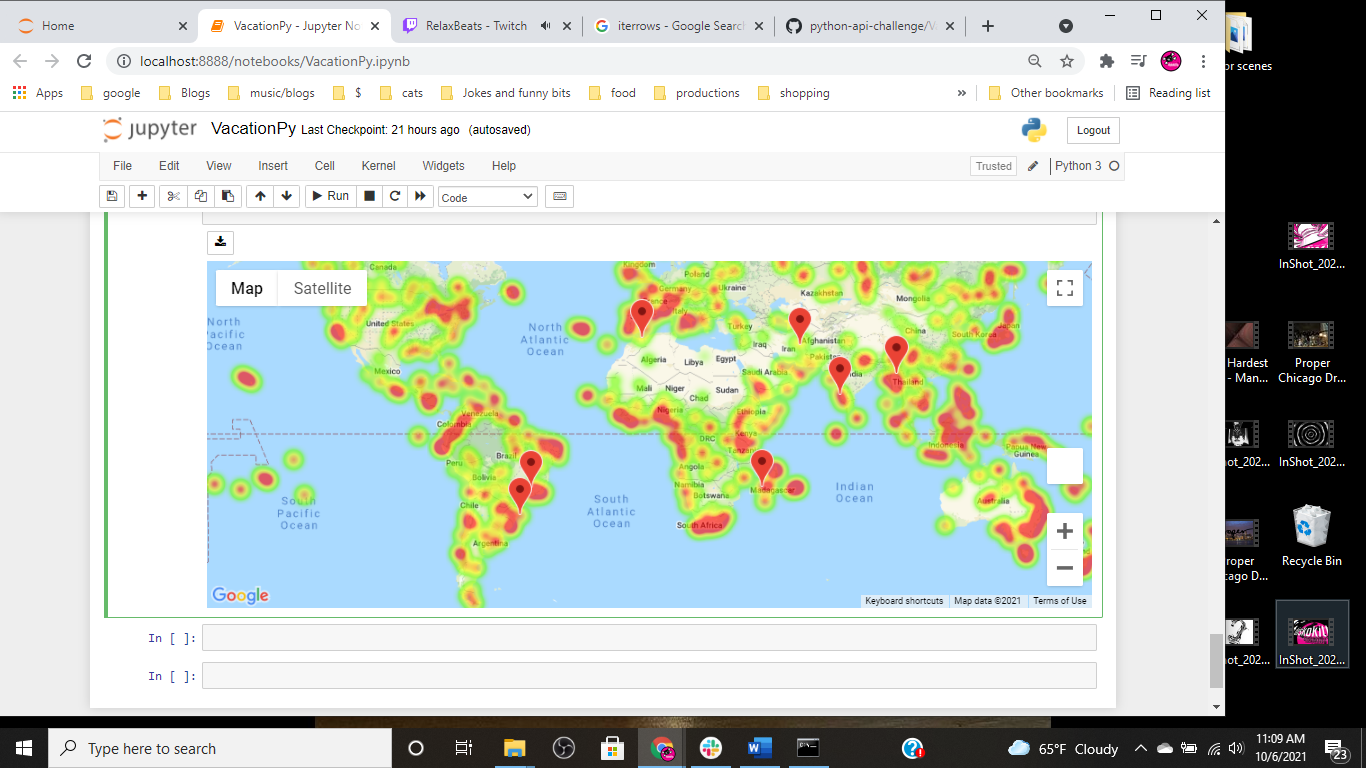 Home
VacationPy - Jupyter No
RelaxBeats - Twitch
iterrows - Google Search
python-api-challenge/Va
localhost:8888/notebooks/VacationPy.ipynb
Apps
google
Blogs
music/blogs
$
cats
Jokes and funny bits
food
productions
shopping
»
Other bookmarks
Reading list
jupyter
VacationPy Last Checkpoint: 21 hours ago (autosaved)
Logout
File
Edit
View
Insert
Cell
Kernel
Widgets
Help
Trusted
Python 3
Run
Code
Map
Satellite
Canada
Kingdom
Poland
Germany
Ukraine
Kazakhstan
Mongolia
North
acific
Ocean
United States
North
Atlantic
Ocean
Italy
Turkey
Iraq
Iran
Afghanistan
Pakistan
China
South Korea
Japan
Algeria
Libya
Egypt
Saudi Arabia
Mexico
Mali
Niger
Chad
Sudan
Thailand
Venezuela
Colombia
Nigeria
Ethiopia
DRC
Kenya
Tanzania
Indonesia
Papua New
Guinea
Peru
Brazil
Bolivia
Angola
Namibia
Botswana
Madagascar
Indian
Ocean
Australia
South
Pacific
Ocean
Chile
South
Atlantic
Ocean
South Africa
Argentina
Google
Keyboard shortcuts
Map data ©2021
Terms of Use
In [ ]:
In [ ]:
or scenes
InShot_202...
Hardest
- Man...
Proper
Chicago Dr...
ot_202...
InShot_202...
roper
cago D...
Recycle Bin
ot_202...
InShot_202...
Type here to search
65°F Cloudy
11:09 AM
10/6/2021
23